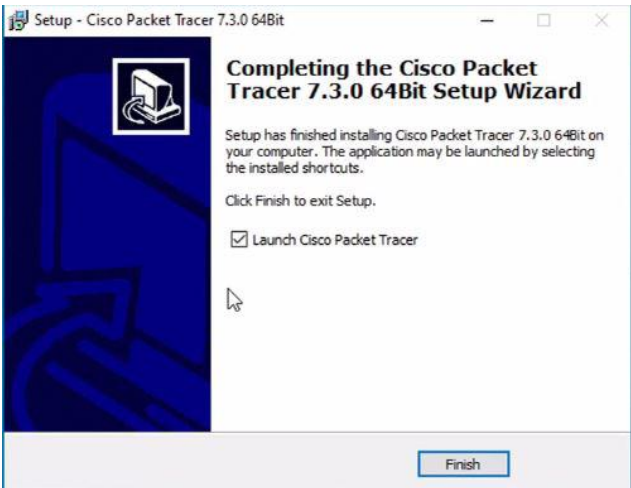 Setup - Cisco Packet Tracer 7.3.0 64Bit
Completing the Cisco Packet
Tracer 7.3.0 64Bit Setup Wizard
Setup has finished installing Cisco Packet Tracer 7.3.0 64Bit on
your computer. The application may be launched by selecting
the installed shortcuts.
Click Finish to exit Setup.
Launch Cisco Packet Tracer
Finish